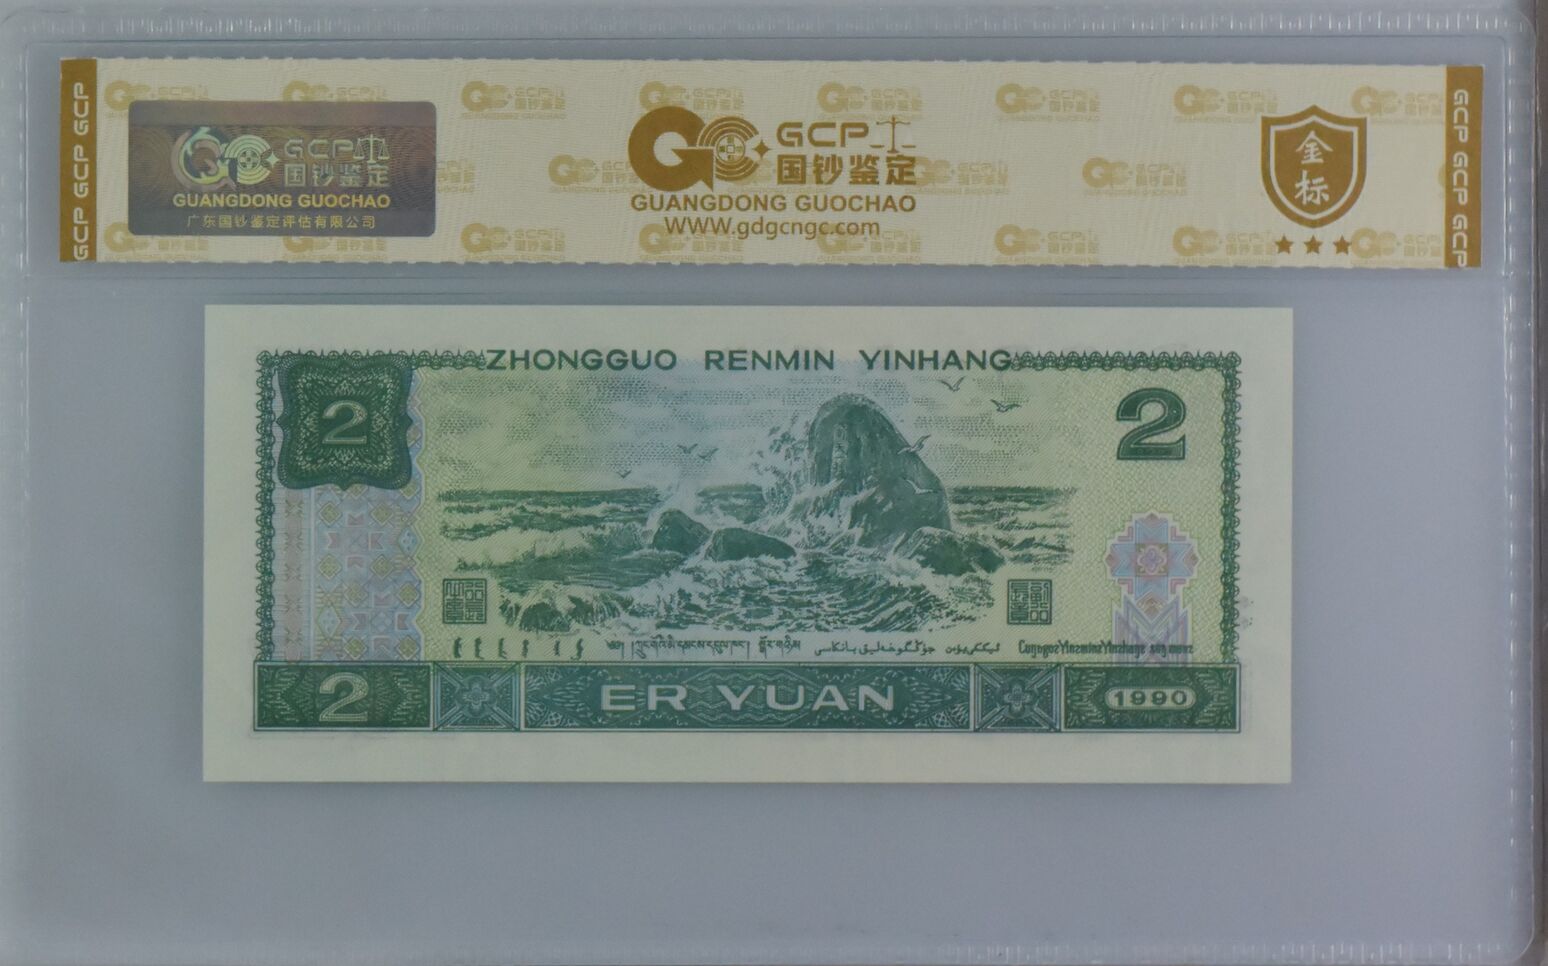 GCP GCP GCP
GCP
国钞鉴定
GUANGDONG GUOCHAO
广东国钞鉴定评估有限公司
GCP
国钞鉴定
GUANGDONG GUOCHAO
WWW.gdgcngc.com
金
标
GCP GCP GCP
ZHONGGUO RENMIN YINHANG
2
2
2
ER YUAN
1990